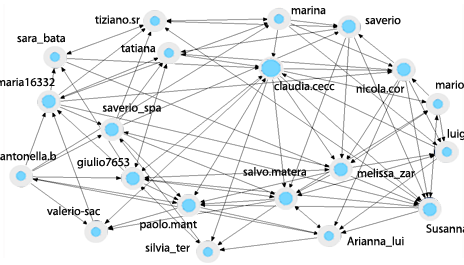 tiziano.sr
marina
saverio
sara_bata
tatiana
maria16332
claudia.cecc
nicola.cor
mario
saverio_spa
luig
antonella.b
giulio7653
salvo.matera
melissa_zar
valerio-sac
paolo.mant
silvia_ter
Arianna_lui
Susanna